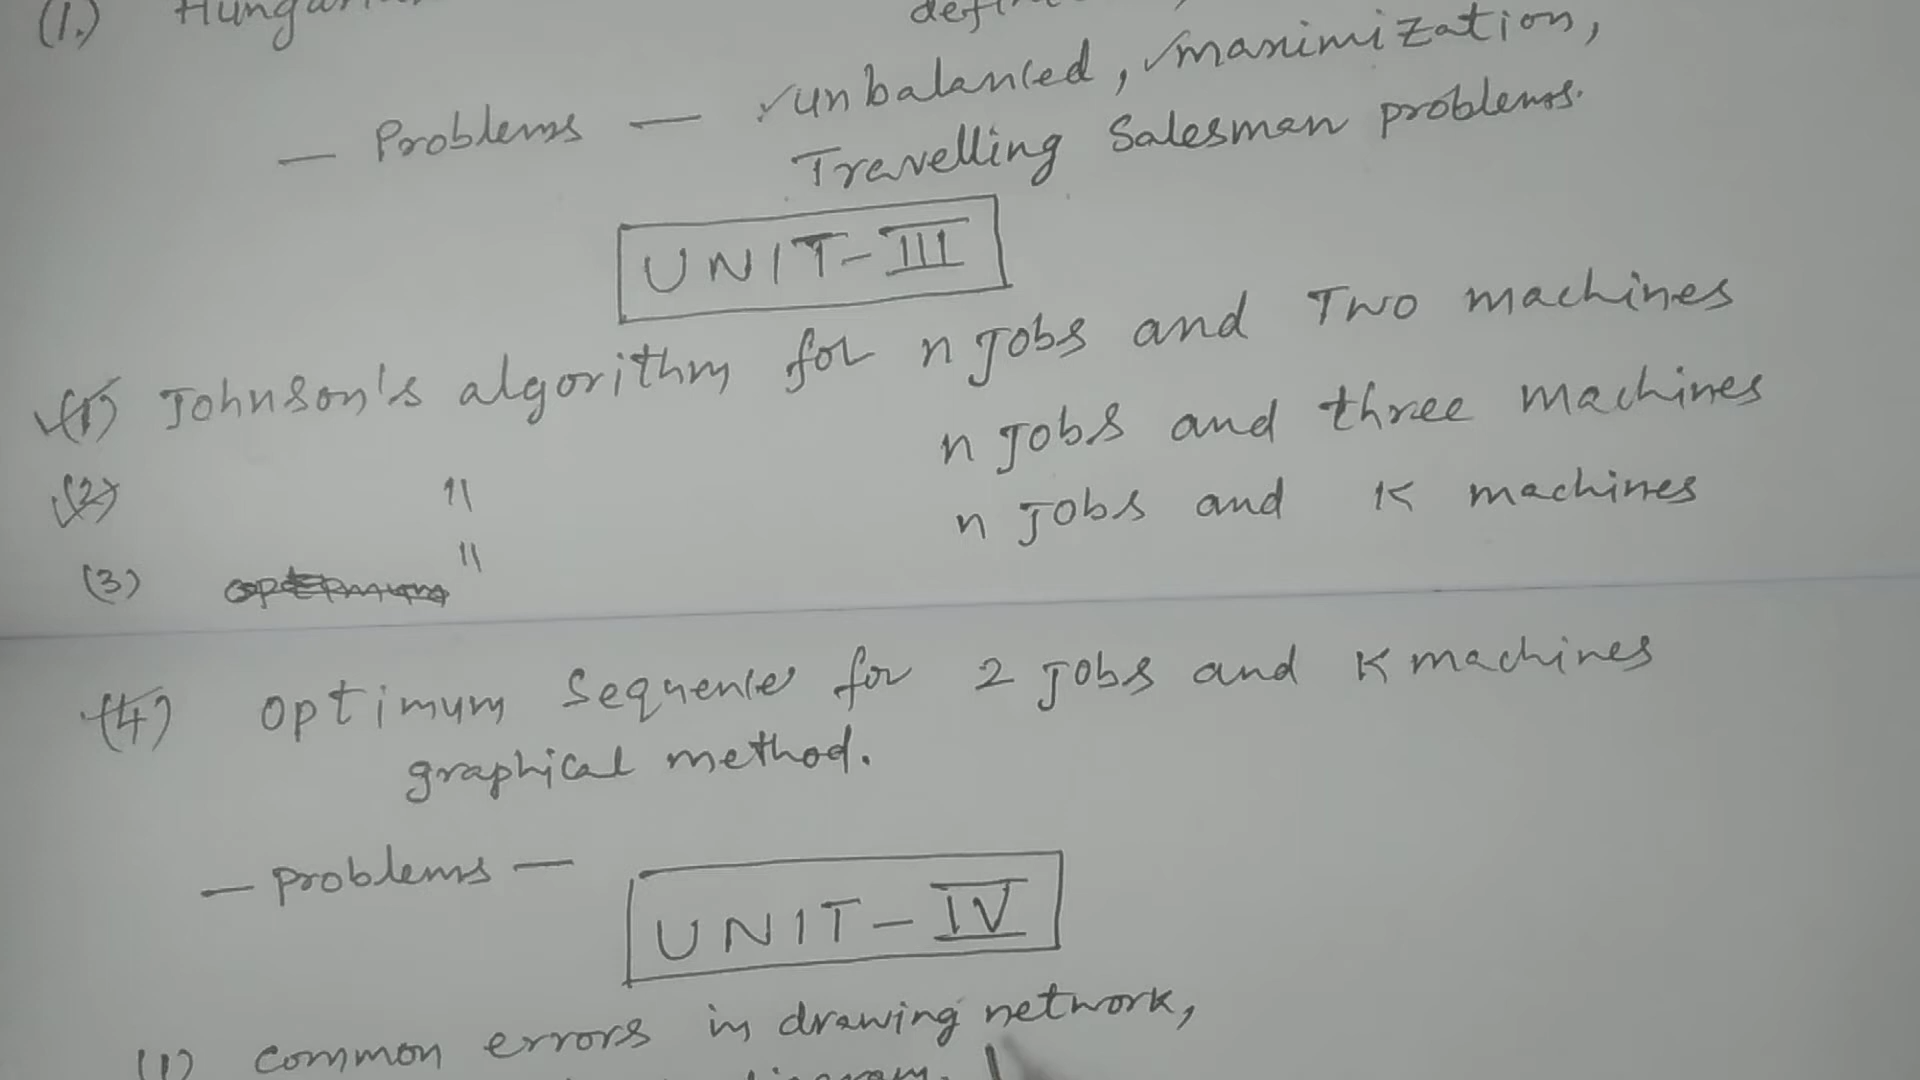 (1.)
— Problems — ✓unbalanced, ✓maximization,
Travelling Salesman problems.
UNIT-III
✓(1) Johnson's algorithm for n Jobs and Two machines
✓(2) " n Jobs and three machines
(3) " n Jobs and K machines
(4) optimum Sequence for 2 Jobs and K machines
graphical method.
— problems —
UNIT-IV
(1) common errors in drawing network,